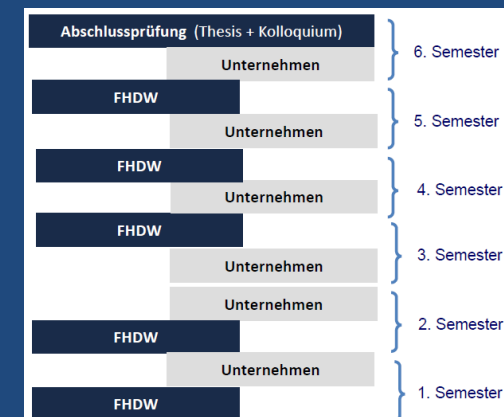 Abschlussprüfung (Thesis + Kolloquium)
6. Semester
Unternehmen
FHDW
5. Semester
Unternehmen
FHDW
4. Semester
Unternehmen
FHDW
3. Semester
Unternehmen
Unternehmen
2. Semester
FHDW
Unternehmen
1. Semester
FHDW